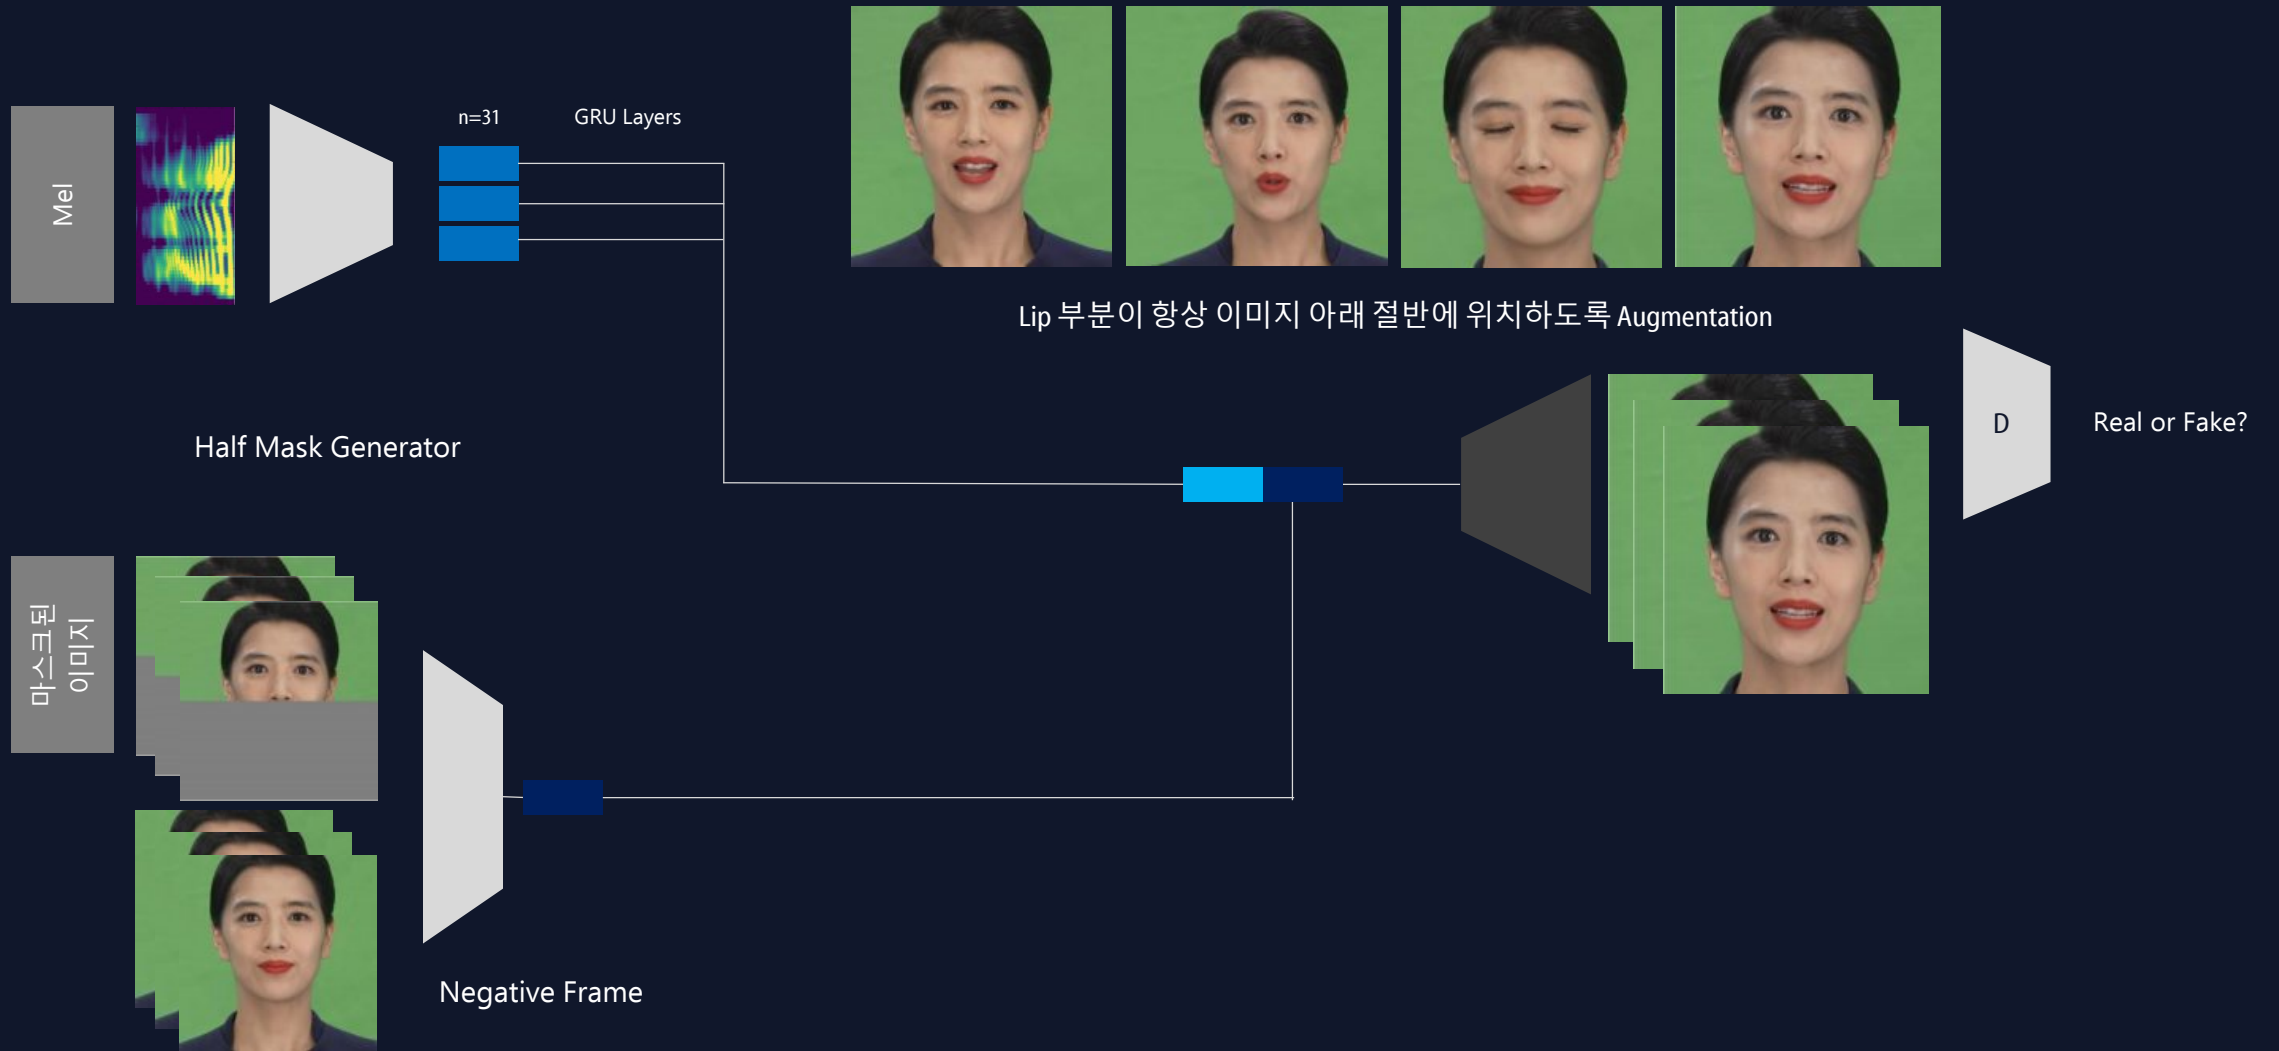 n=31
GRU Layers
Mel
Lip 부분이 항상 이미지 아래 절반에 위치하도록 Augmentation
D
Real or Fake?
Half Mask Generator
마스크된
이미지
Negative Frame